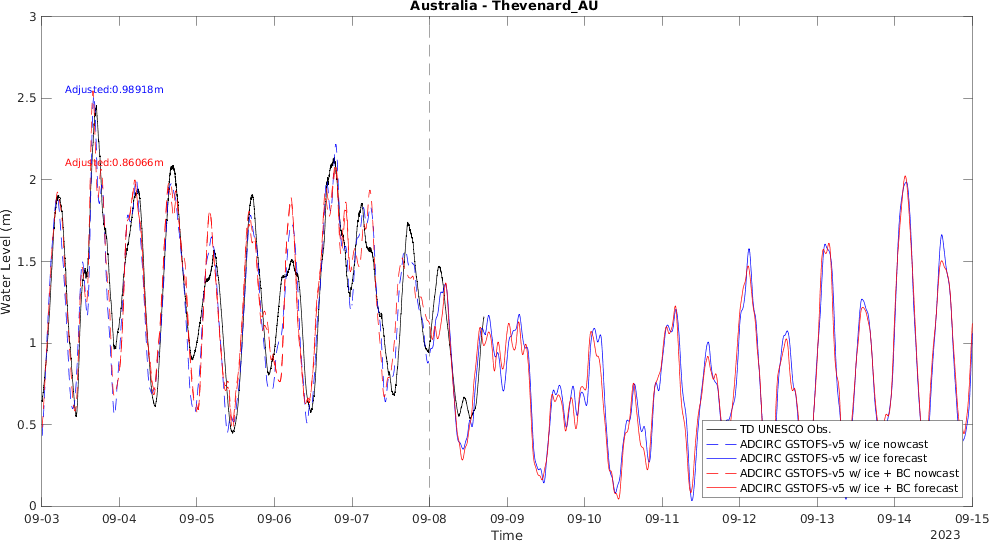 Australia - Thevenard_AU
3
2.5
2
1.5
1
0.5
0
Water Level (m)
Adjusted:0.98918m
Adjusted:0.86066m
TD UNESCO Obs.
ADCIRC GSTOFS-v5 w/ ice nowcast
ADCIRC GSTOFS-v5 w/ ice forecast
ADCIRC GSTOFS-v5 w/ ice + BC nowcast
ADCIRC GSTOFS-v5 w/ ice + BC forecast
09-03 09-04 09-05 09-06 09-07 09-08 09-09 09-10 09-11 09-12 09-13 09-14 09-15
Time
2023